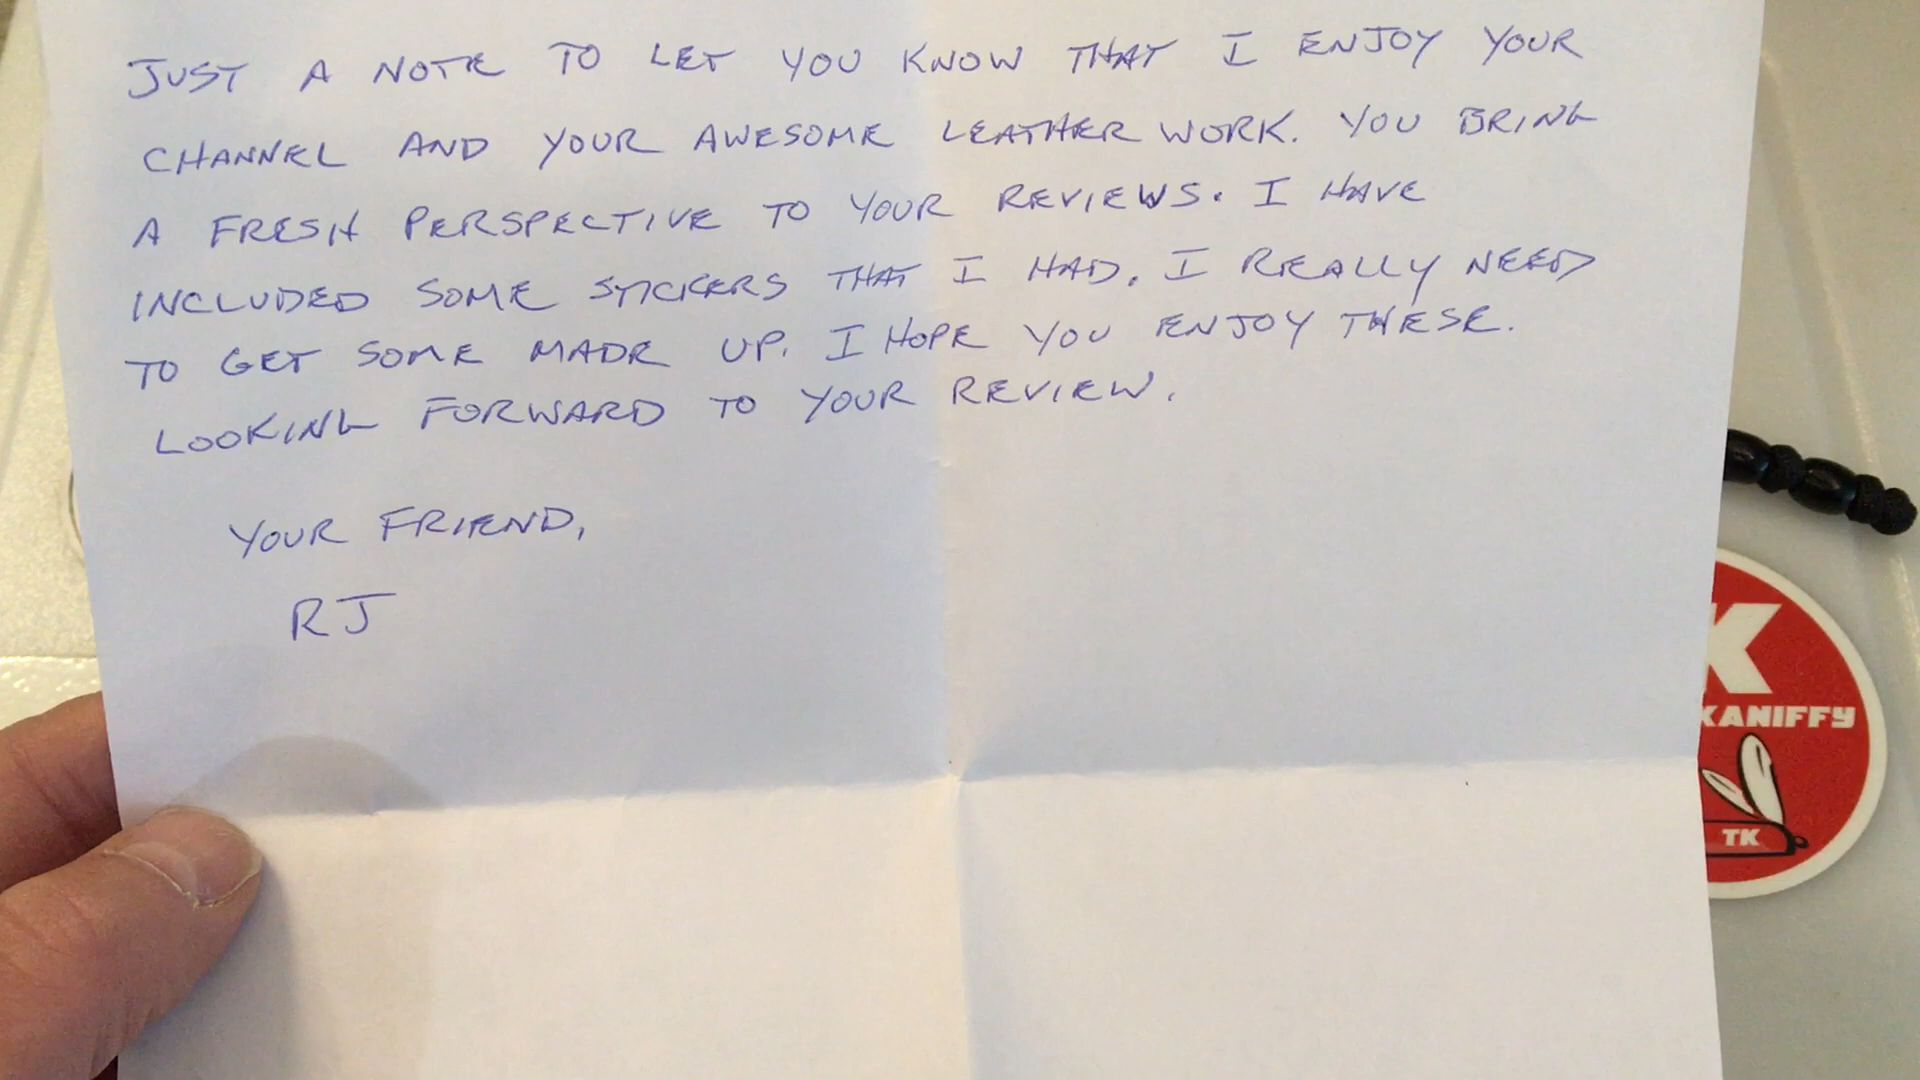 JUST A NOTE TO LET YOU KNOW THAT I ENJOY YOUR
CHANNEL AND YOUR AWESOME LEATHER WORK. YOU BRING
A FRESH PERSPECTIVE TO YOUR REVIEWS. I HAVE
INCLUDED SOME STICKERS THAT I HAD. I REALLY NEED
TO GET SOME MADE UP. I HOPE YOU ENJOY THESE.
LOOKING FORWARD TO YOUR REVIEW.
YOUR FRIEND,
RJ
K
KANIFFY
TK